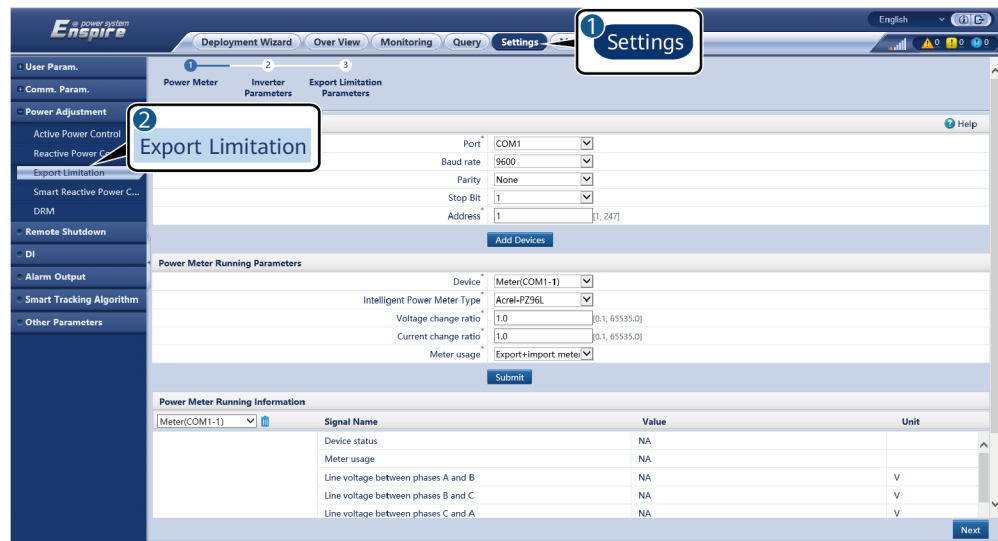 Enspire
e power system
English
Deployment Wizard
Over View
Monitoring
Query
Settings
1
Settings
0
0
0
User Param.
Comm. Param.
Power Adjustment
Active Power Control
Reactive Power
Export Limitation
Smart Reactive Power C...
DRM
Remote Shutdown
DI
Alarm Output
Smart Tracking Algorithm
Other Parameters
2
Export Limitation
1
2
3
Power Meter
Inverter
Parameters
Export Limitation
Parameters
Help
Port * COM1
Baud rate 9600
Parity None
Stop Bit 1
Address * 1 [1, 247]
Add Devices
Power Meter Running Parameters
Device * Meter(COM1-1)
Intelligent Power Meter Type * Acrel-PZ96L
Voltage change ratio * 1.0 [0.1, 65535.0]
Current change ratio * 1.0 [0.1, 65535.0]
Meter usage * Export+import meter
Submit
Power Meter Running Information
Meter(COM1-1)
Signal Name Value Unit
Device status NA
Meter usage NA
Line voltage between phases A and B NA V
Line voltage between phases B and C NA V
Line voltage between phases C and A NA V
Next